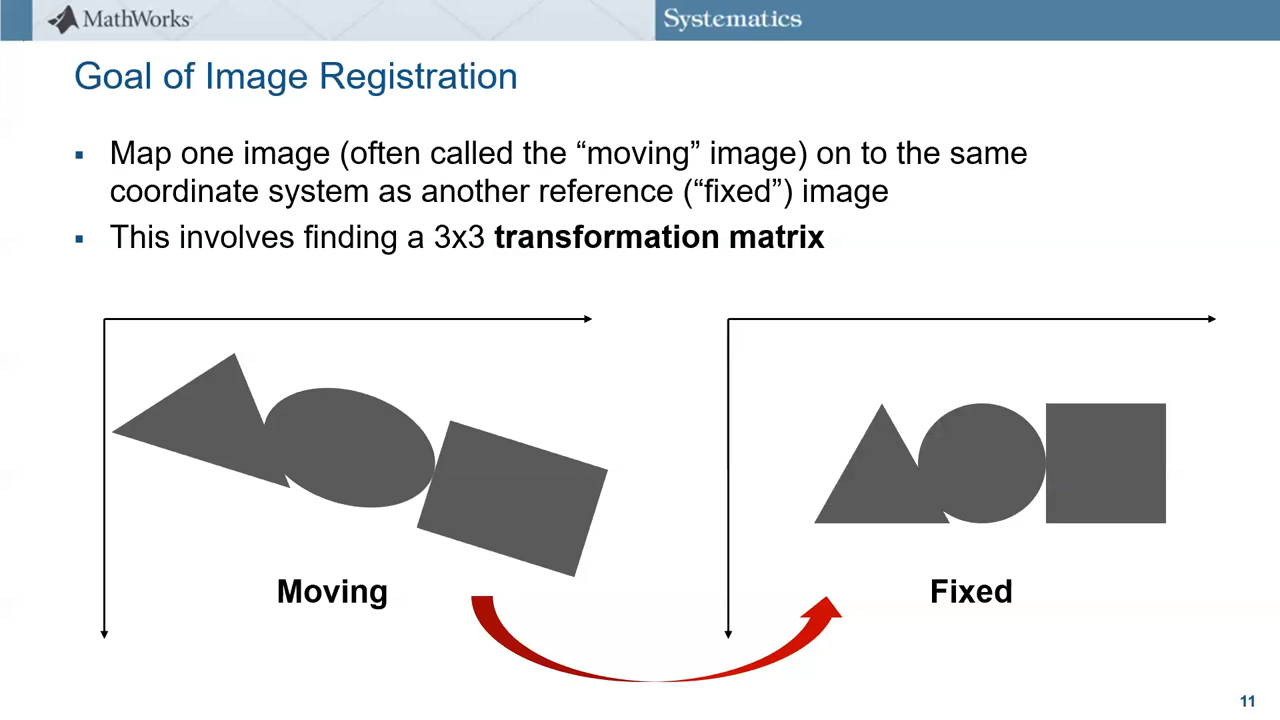 MathWorks
Systematics
Goal of Image Registration
▪ Map one image (often called the “moving” image) on to the same
coordinate system as another reference (“fixed”) image
▪ This involves finding a 3x3 transformation matrix
Moving
Fixed
11